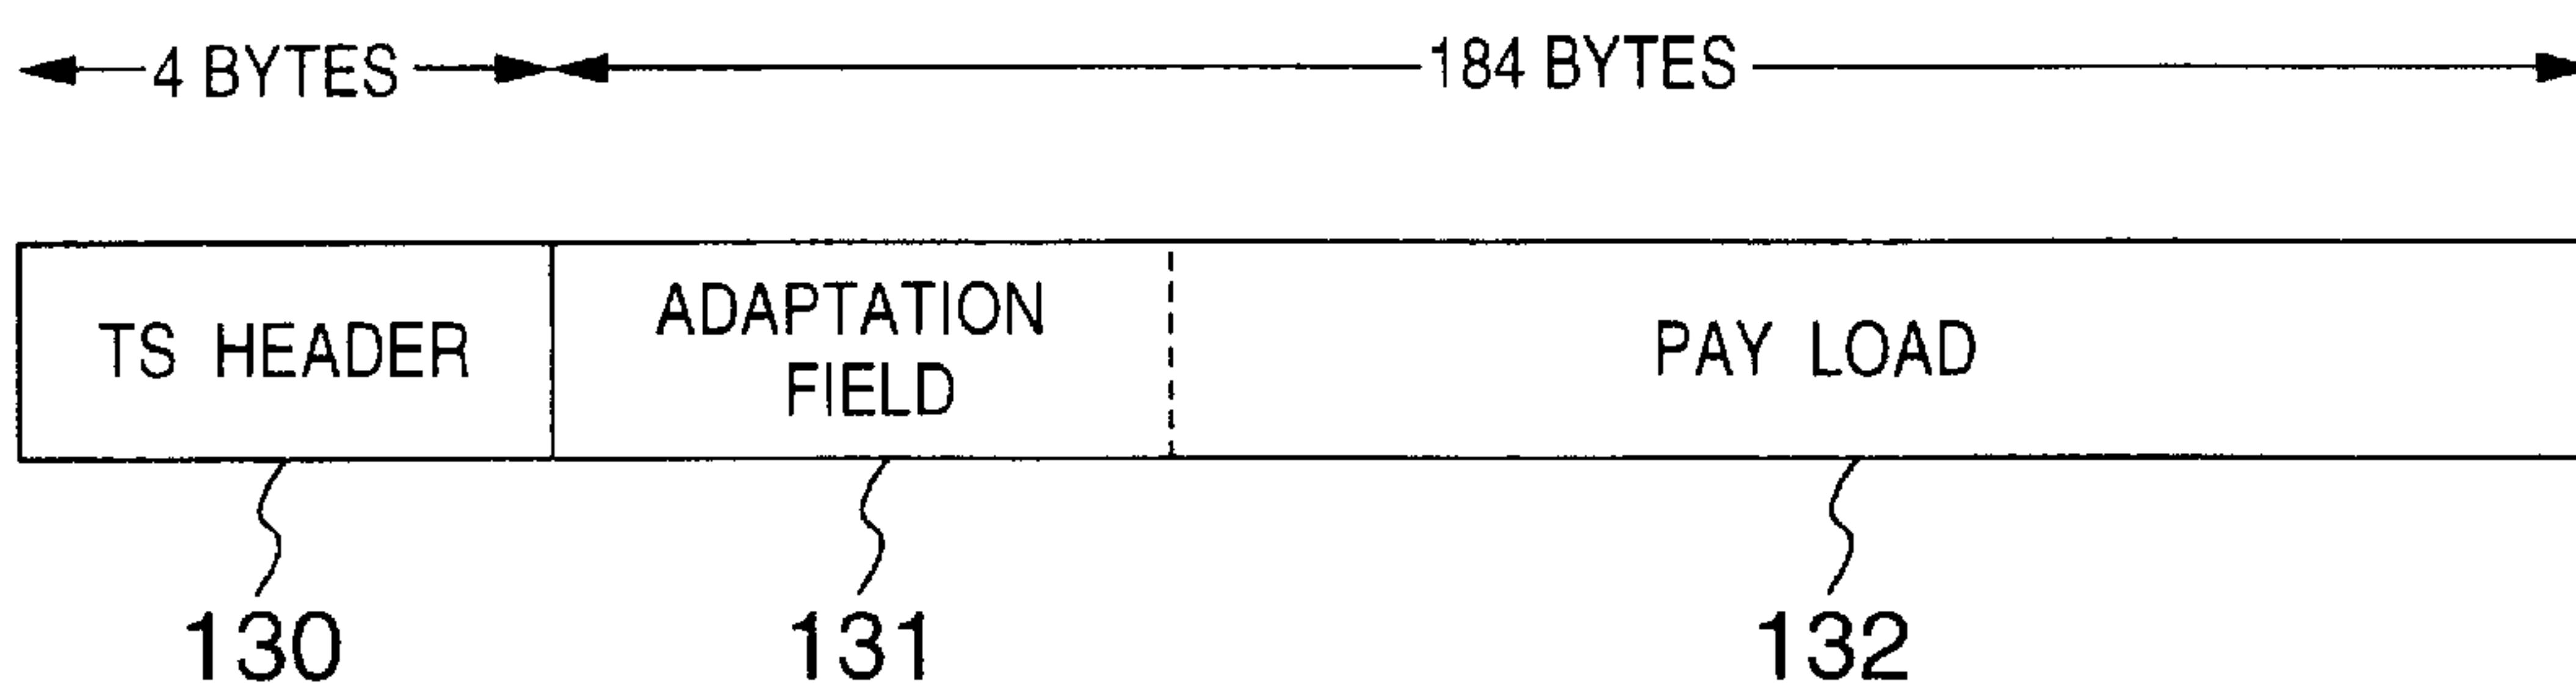 4 BYTES
184 BYTES
TS HEADER
ADAPTATION
FIELD
PAY LOAD
130
131
132